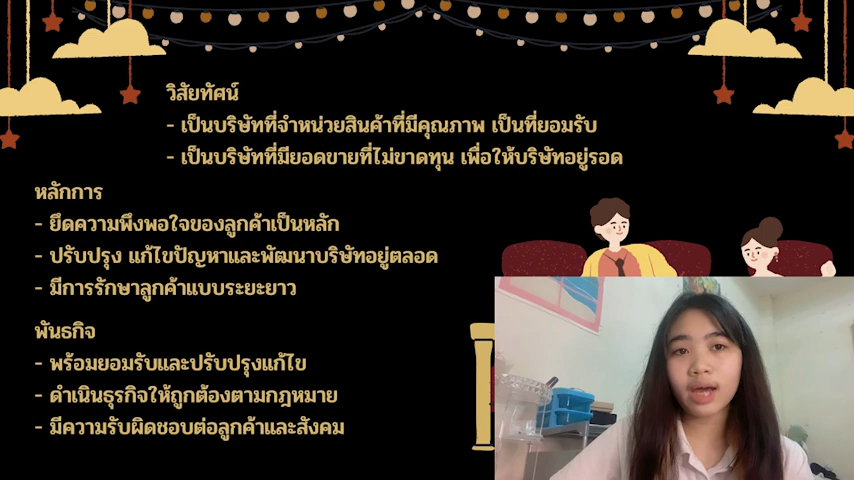 วิสัยทัศน์
- เป็นบริษัทที่จำหน่วยสินค้าที่มีคุณภาพ เป็นที่ยอมรับ
- เป็นบริษัทที่มียอดขายที่ไม่ขาดทุน เพื่อให้บริษัทอยู่รอด
หลักการ
- ยึดความพึงพอใจของลูกค้าเป็นหลัก
- ปรับปรุง แก้ไขปัญหาและพัฒนาบริษัทอยู่ตลอด
- มีการรักษาลูกค้าแบบระยะยาว
พันธกิจ
- พร้อมยอมรับและปรับปรุงแก้ไข
- ดำเนินธุรกิจให้ถูกต้องตามกฎหมาย
- มีความรับผิดชอบต่อลูกค้าและสังคม